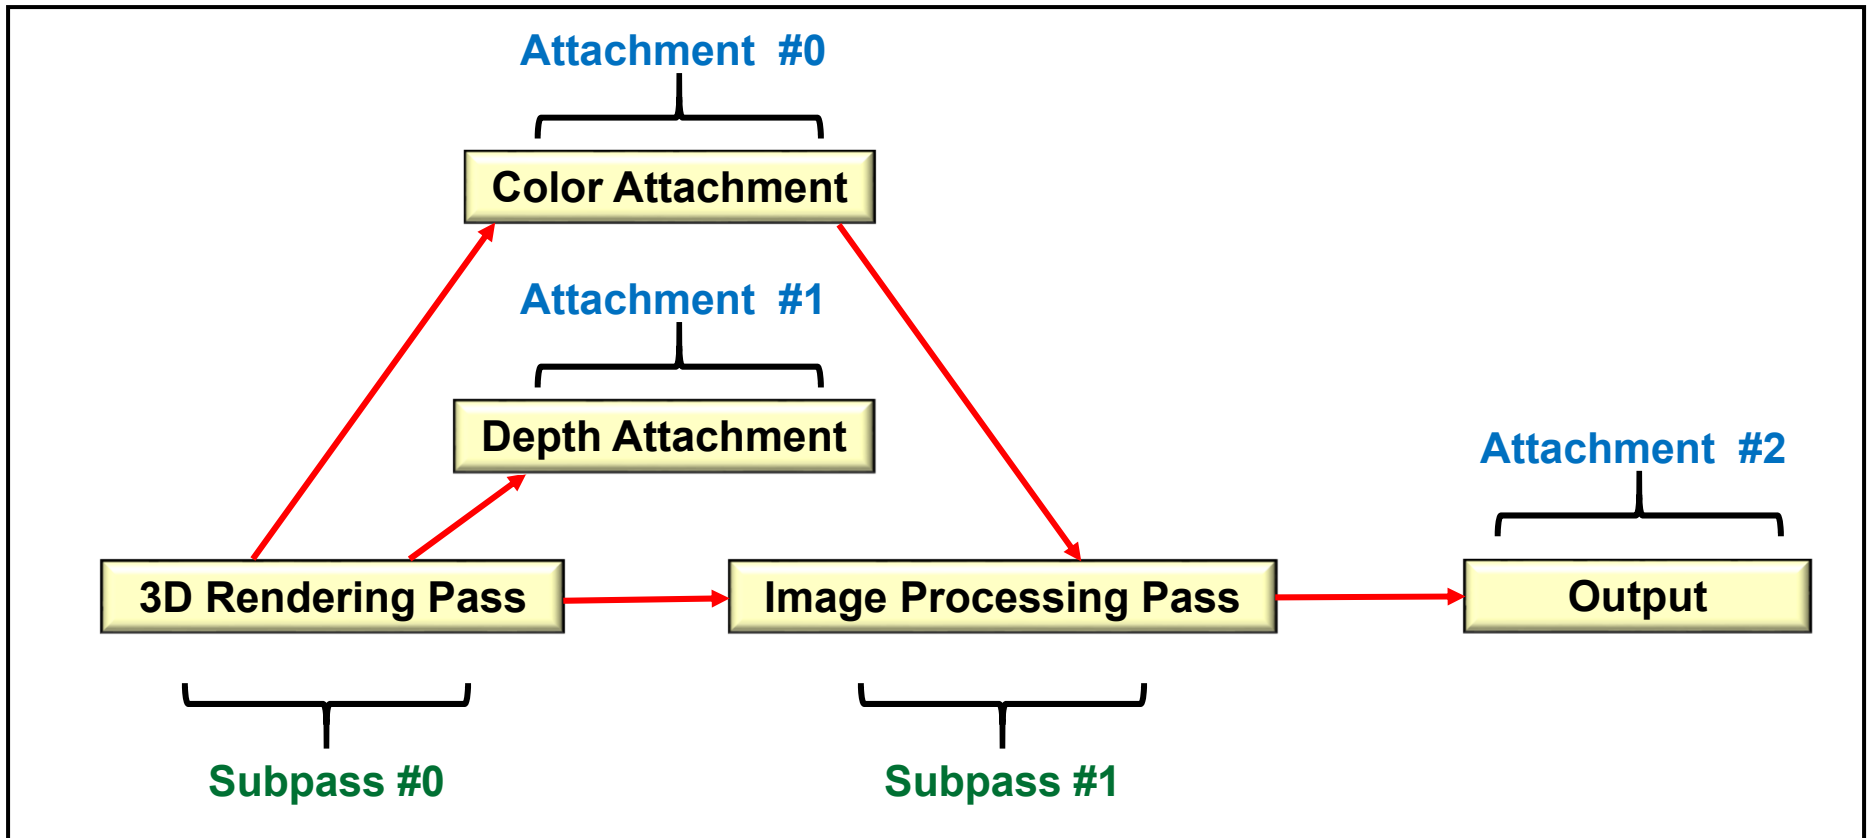 Attachment #0
Color Attachment
Attachment #1
Depth Attachment
Attachment #2
3D Rendering Pass
Image Processing Pass
Output
Subpass #0
Subpass #1